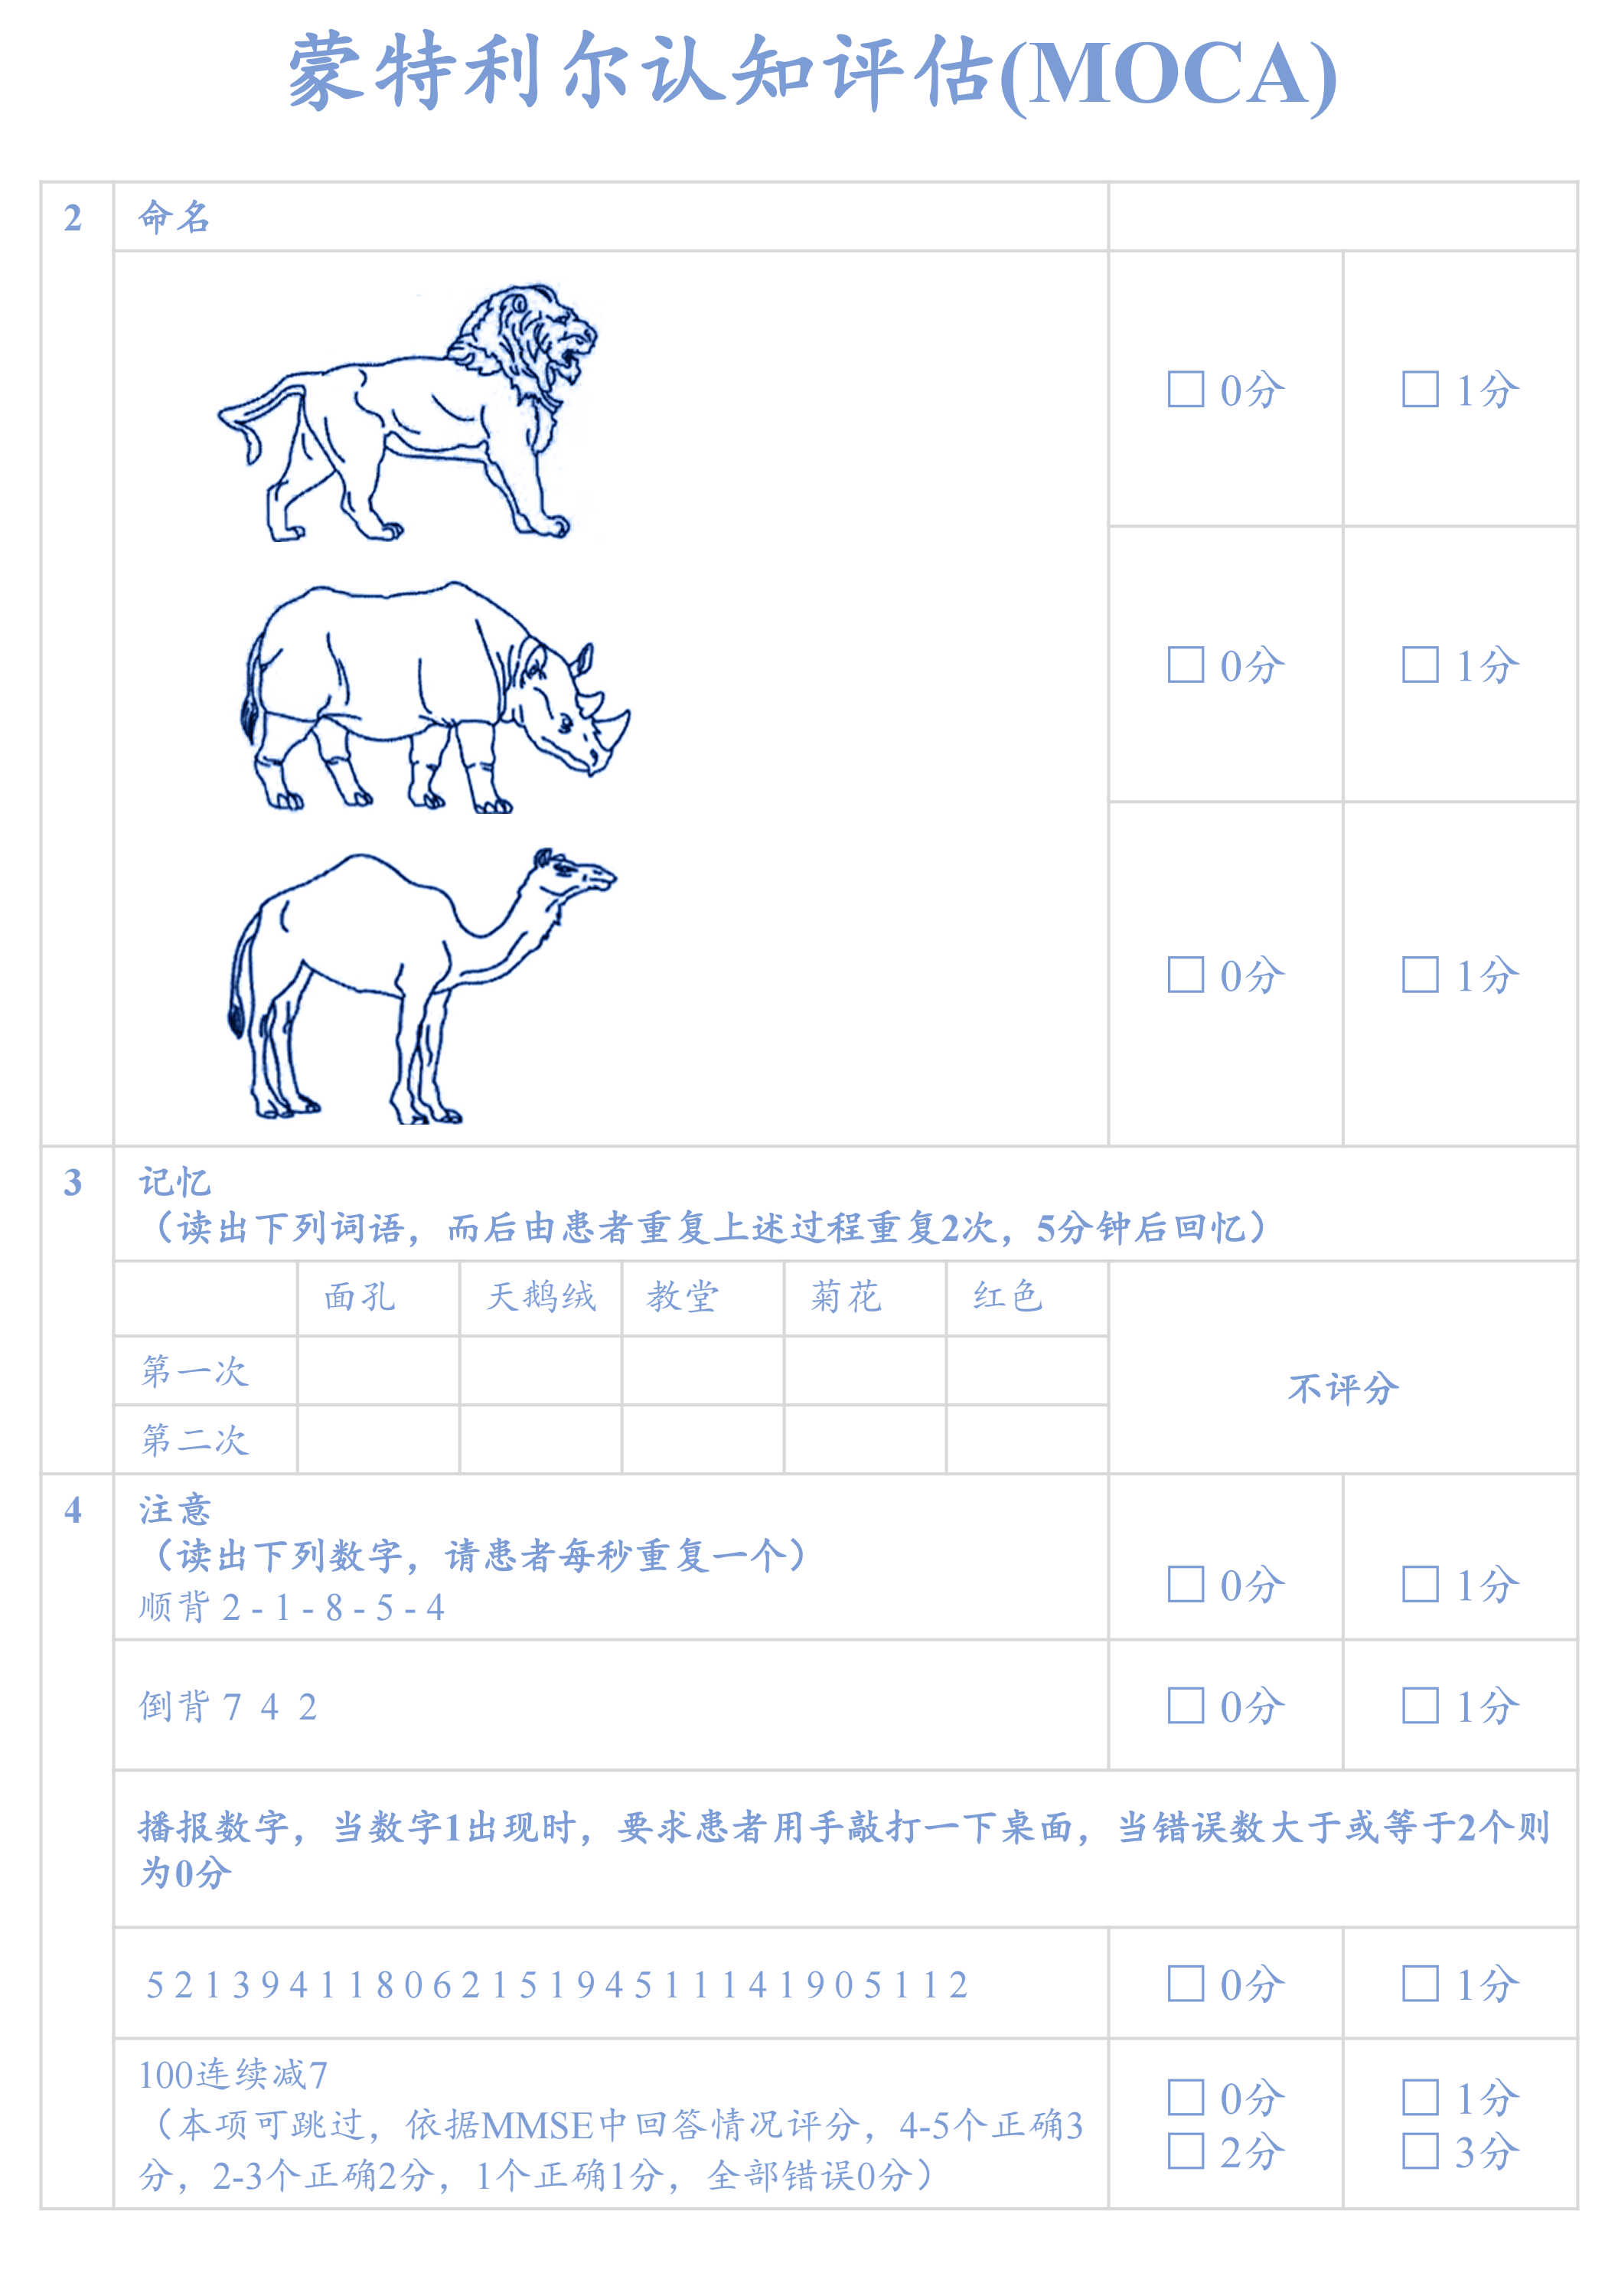 蒙特利尔认知评估(MOCA)
2 命名
□ 0分 □ 1分
□ 0分 □ 1分
□ 0分 □ 1分
3 记忆
（读出下列词语，而后由患者重复上述过程重复2次，5分钟后回忆）
面孔 天鹅绒 教堂 菊花 红色
第一次
不评分
第二次
4 注意
（读出下列数字，请患者每秒重复一个）
顺背 2 - 1 - 8 - 5 - 4
□ 0分 □ 1分
倒背 7 4 2
□ 0分 □ 1分
播报数字，当数字1出现时，要求患者用手敲打一下桌面，当错误数大于或等于2个则
为0分
5 2 1 3 9 4 1 1 8 0 6 2 1 5 1 9 4 5 1 1 1 4 1 9 0 5 1 1 2
□ 0分 □ 1分
100连续减7
（本项可跳过，依据MMSE中回答情况评分，4-5个正确3
分，2-3个正确2分，1个正确1分，全部错误0分）
□ 0分 □ 1分
□ 2分 □ 3分